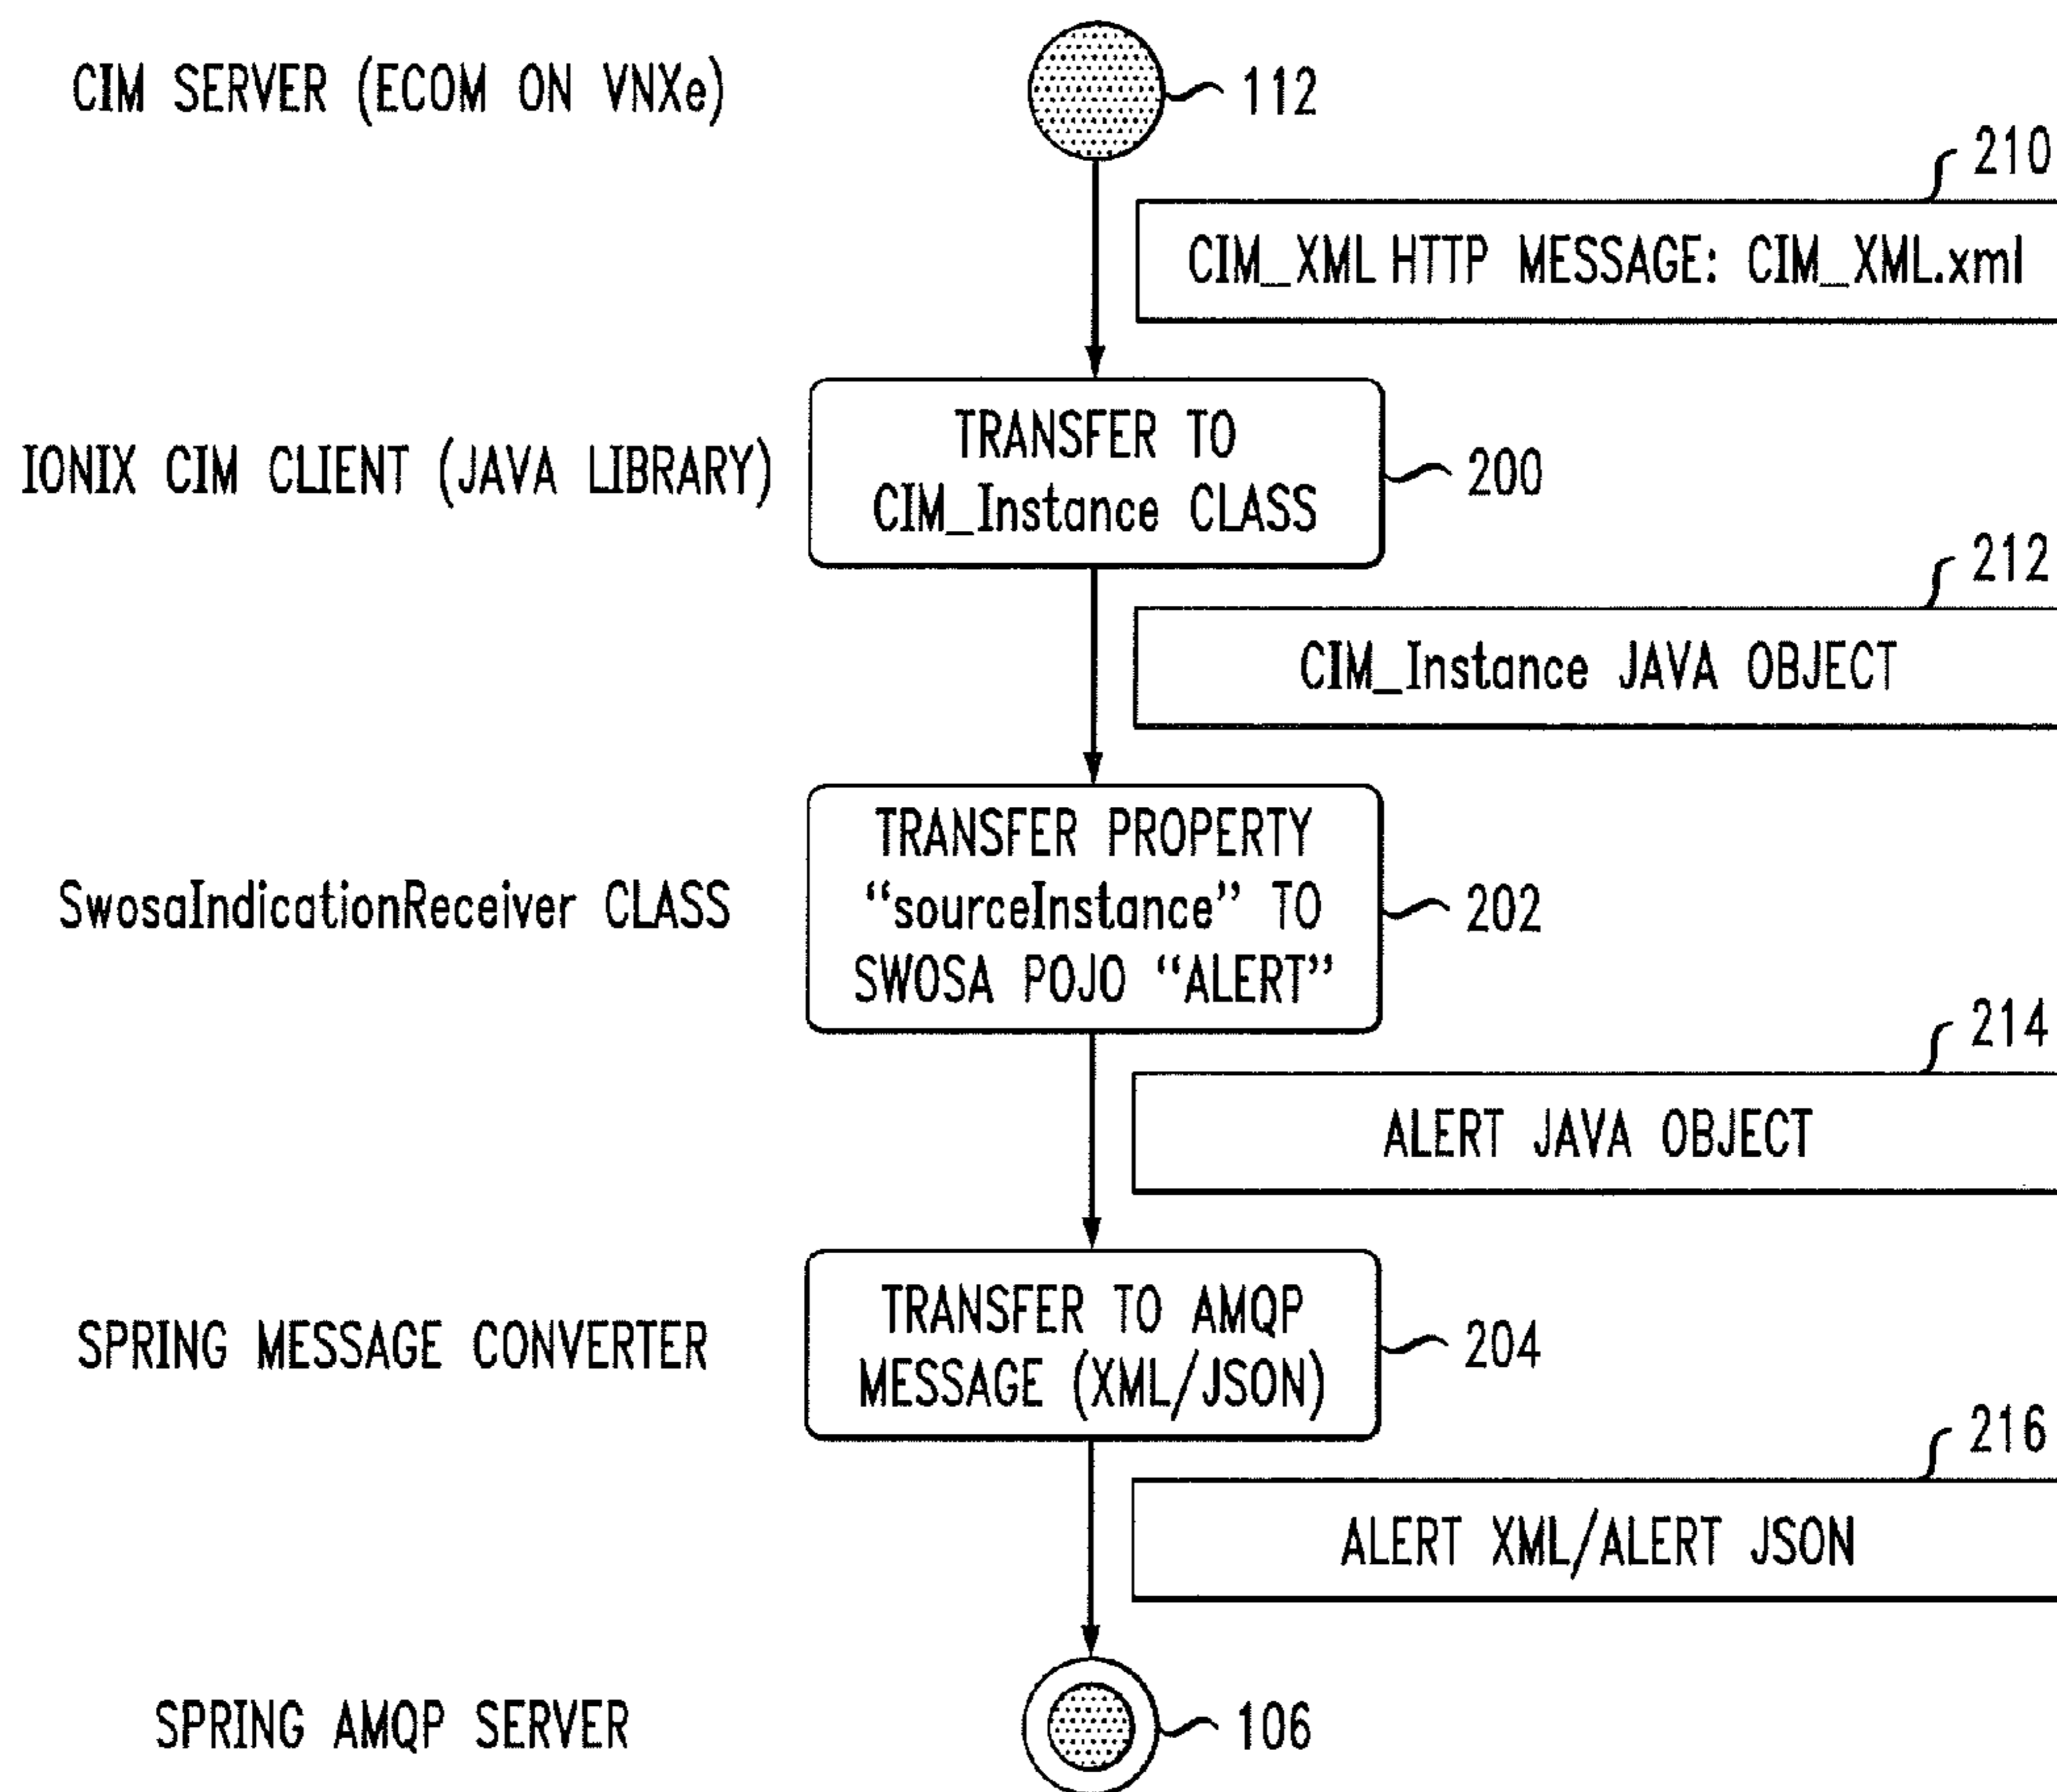 CIM SERVER (ECOM ON VNXe)
112
210
CIM_XML HTTP MESSAGE: CIM_XML.xml
IONIX CIM CLIENT (JAVA LIBRARY)
TRANSFER TO
CIM_Instance CLASS
200
212
CIM_Instance JAVA OBJECT
SwosaIndicationReceiver CLASS
TRANSFER PROPERTY
“sourceInstance” TO
SWOSA POJO “ALERT”
202
214
ALERT JAVA OBJECT
SPRING MESSAGE CONVERTER
TRANSFER TO AMQP
MESSAGE (XML/JSON)
204
216
ALERT XML/ALERT JSON
SPRING AMQP SERVER
106